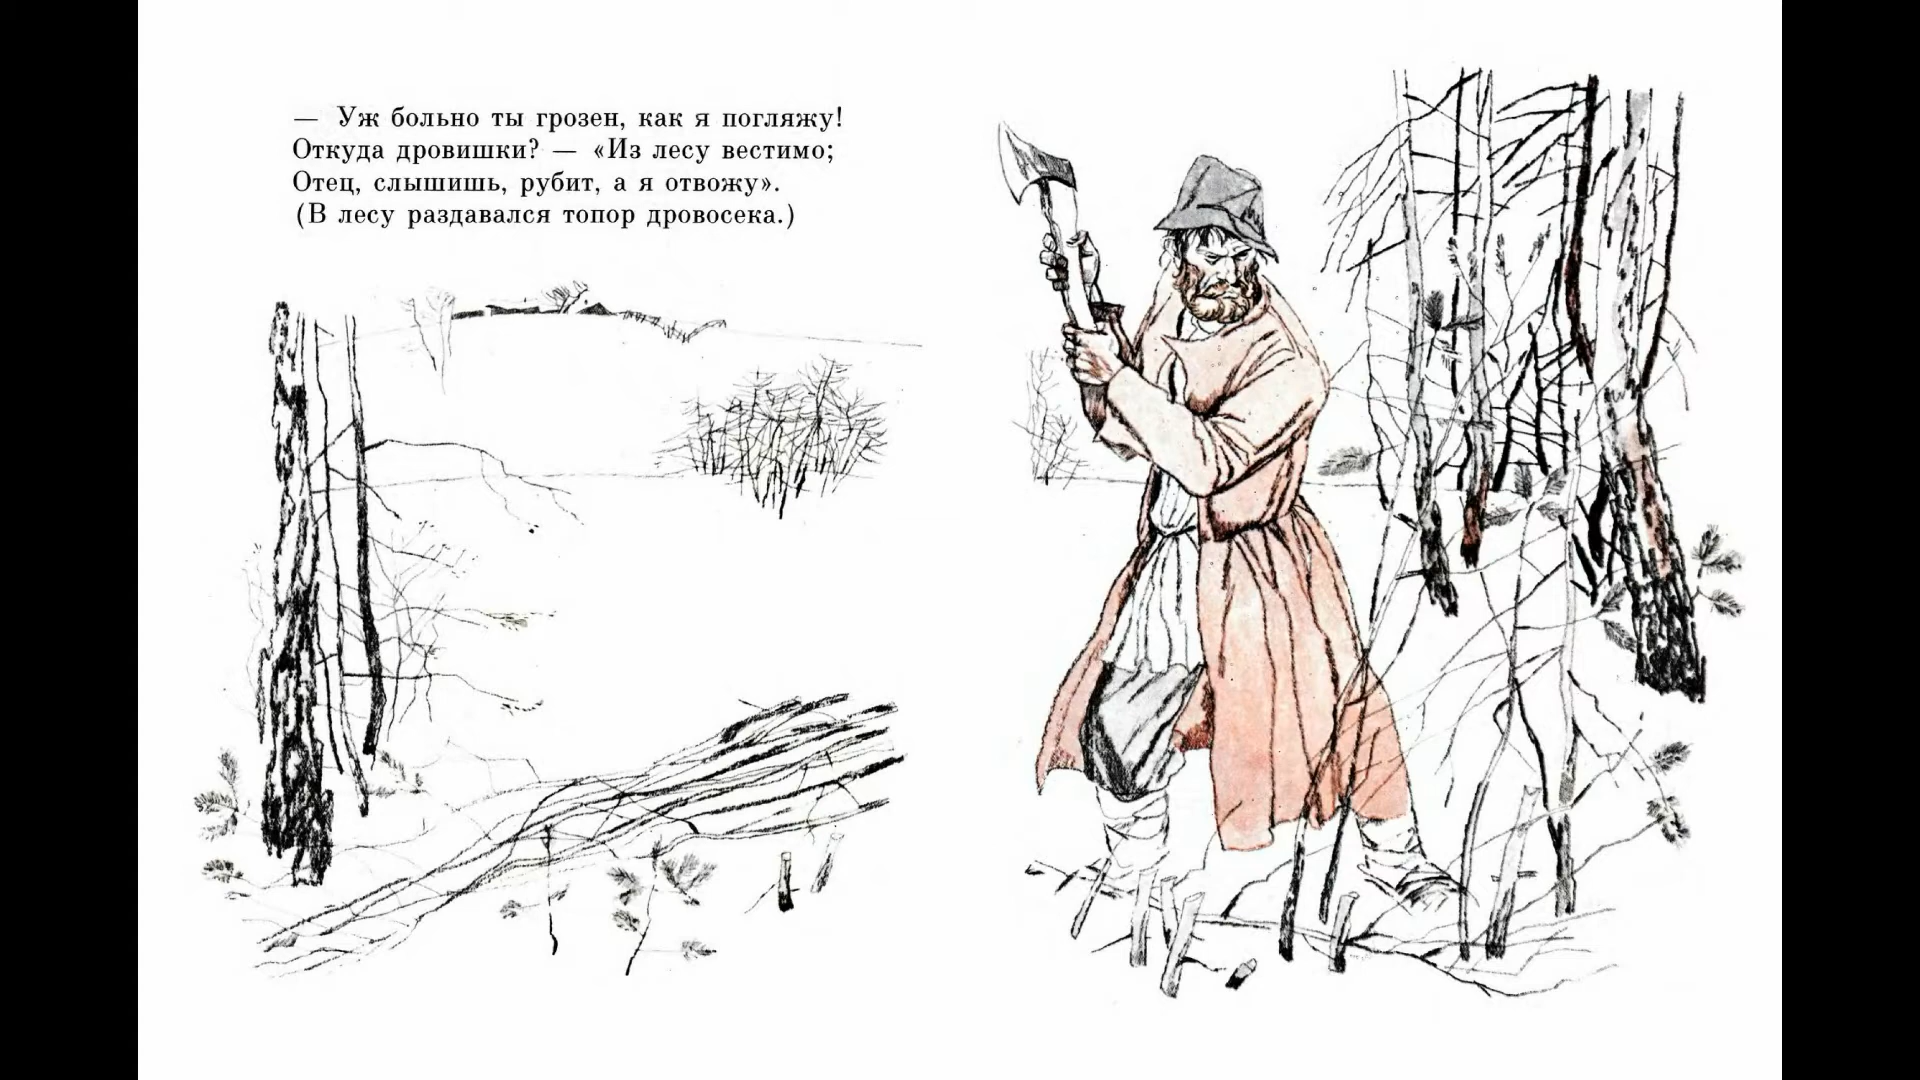 — Уж больно ты грозен, как я погляжу!
Откуда дровишки? — «Из лесу вестимо;
Отец, слышишь, рубит, а я отвожу».
(В лесу раздавался топор дровосека.)